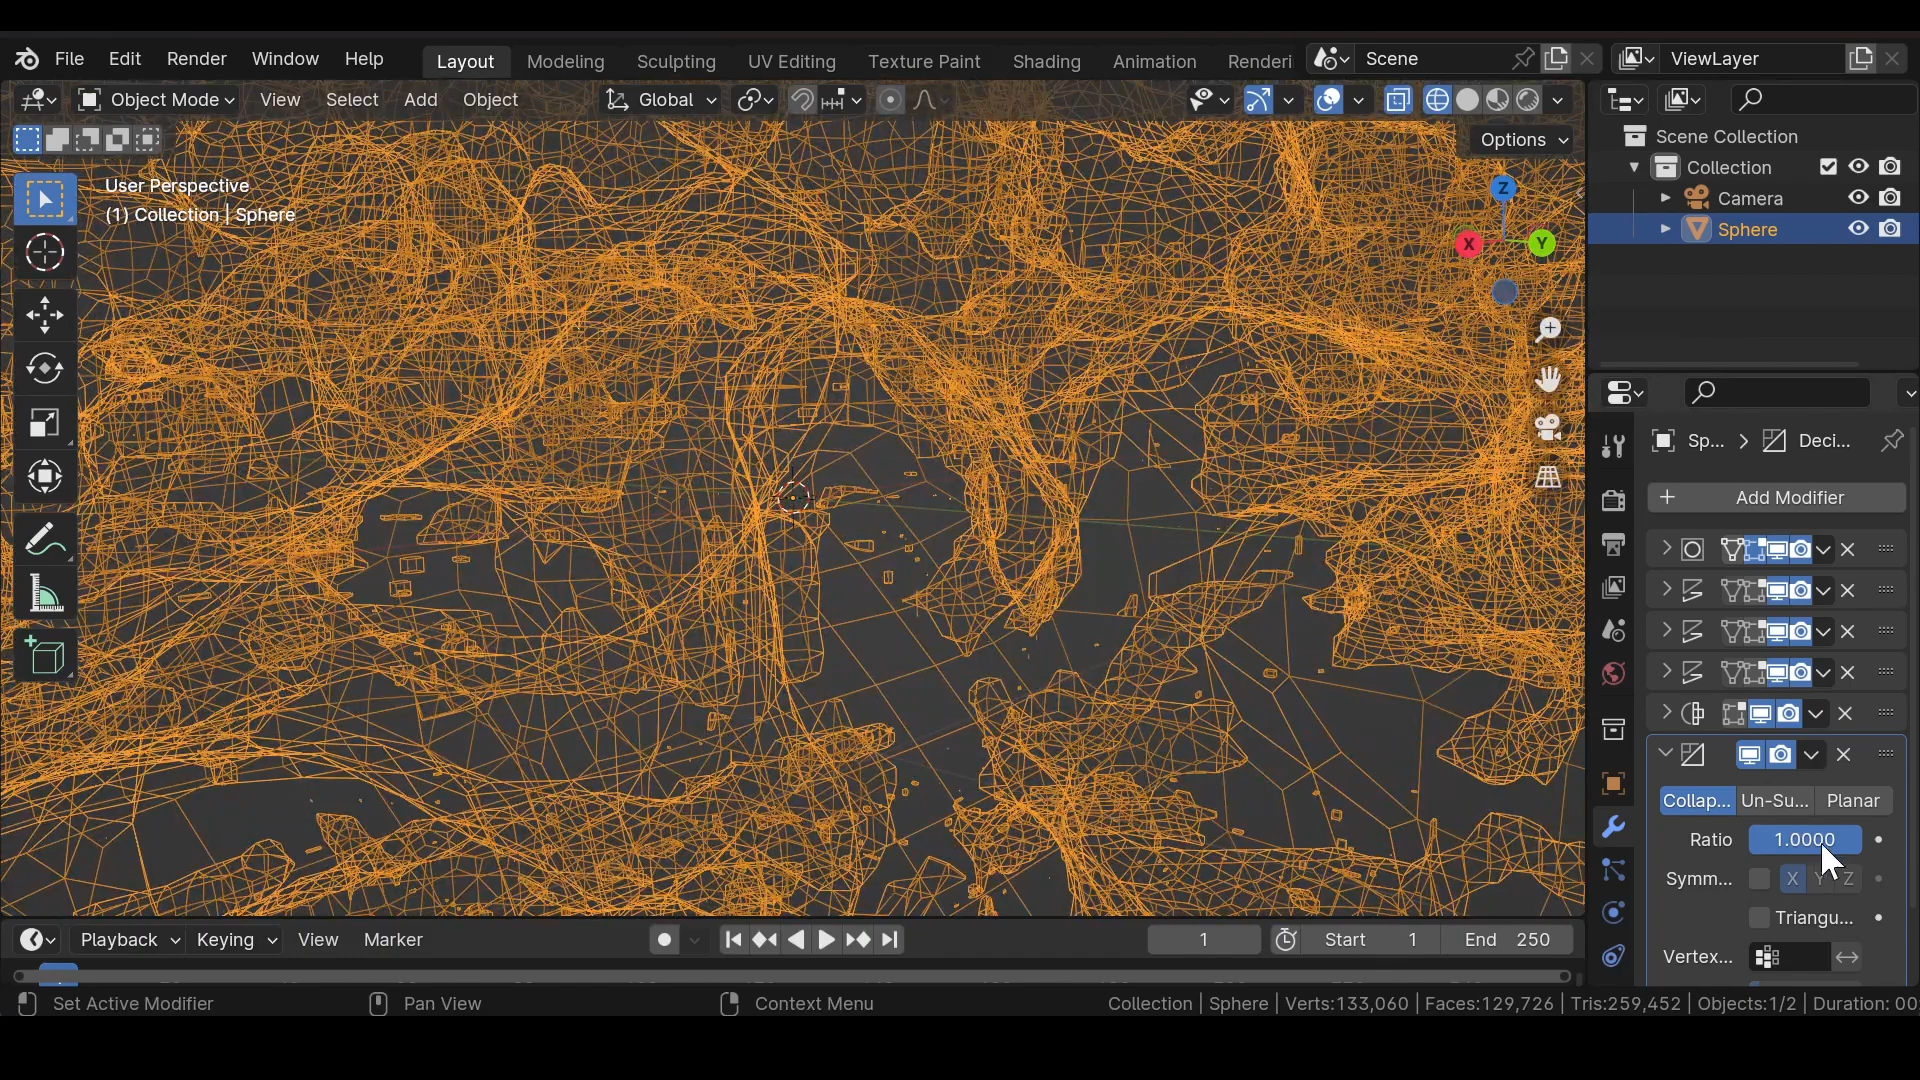 File Edit Render Window Help Layout Modeling Sculpting UV Editing Texture Paint Shading Animation Renderi Scene ViewLayer
Object Mode View Select Add Object Global
Options
User Perspective
(1) Collection | Sphere
Z
X Y
Scene Collection
Collection
Camera
Sphere
Sp... Deci...
Add Modifier
Collap... Un-Su... Planar
Ratio 1.0000
Symm... X Y Z
Triangu...
Vertex...
Playback Keying View Marker 1 Start 1 End 250
Set Active Modifier Pan View Context Menu Collection | Sphere | Verts:133,060 | Faces:129,726 | Tris:259,452 | Objects:1/2 | Duration: 00